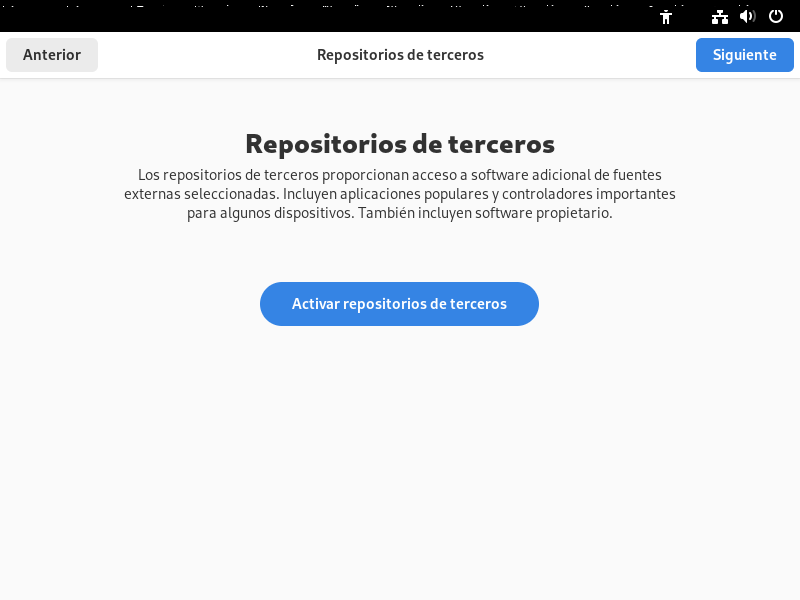 Anterior
Repositorios de terceros
Siguiente
Repositorios de terceros
Los repositorios de terceros proporcionan acceso a software adicional de fuentes
externas seleccionadas. Incluyen aplicaciones populares y controladores importantes
para algunos dispositivos. También incluyen software propietario.
Activar repositorios de terceros